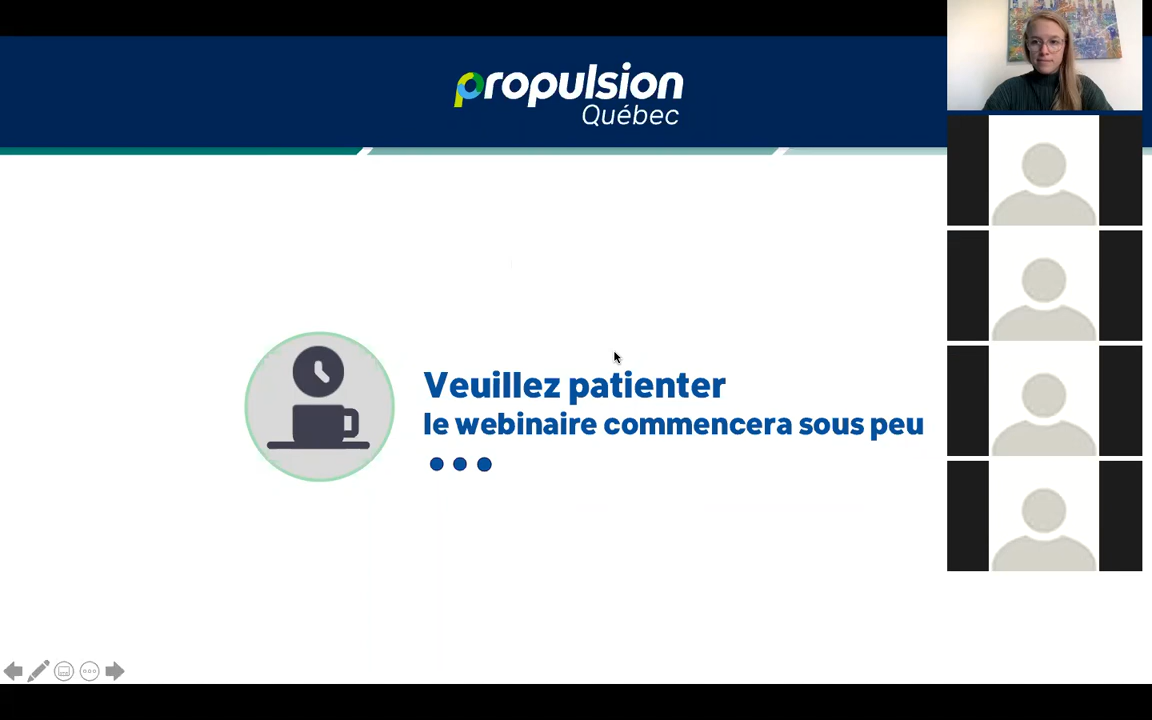 propulsion
Québec
Veuillez patienter
le webinaire commencera sous peu